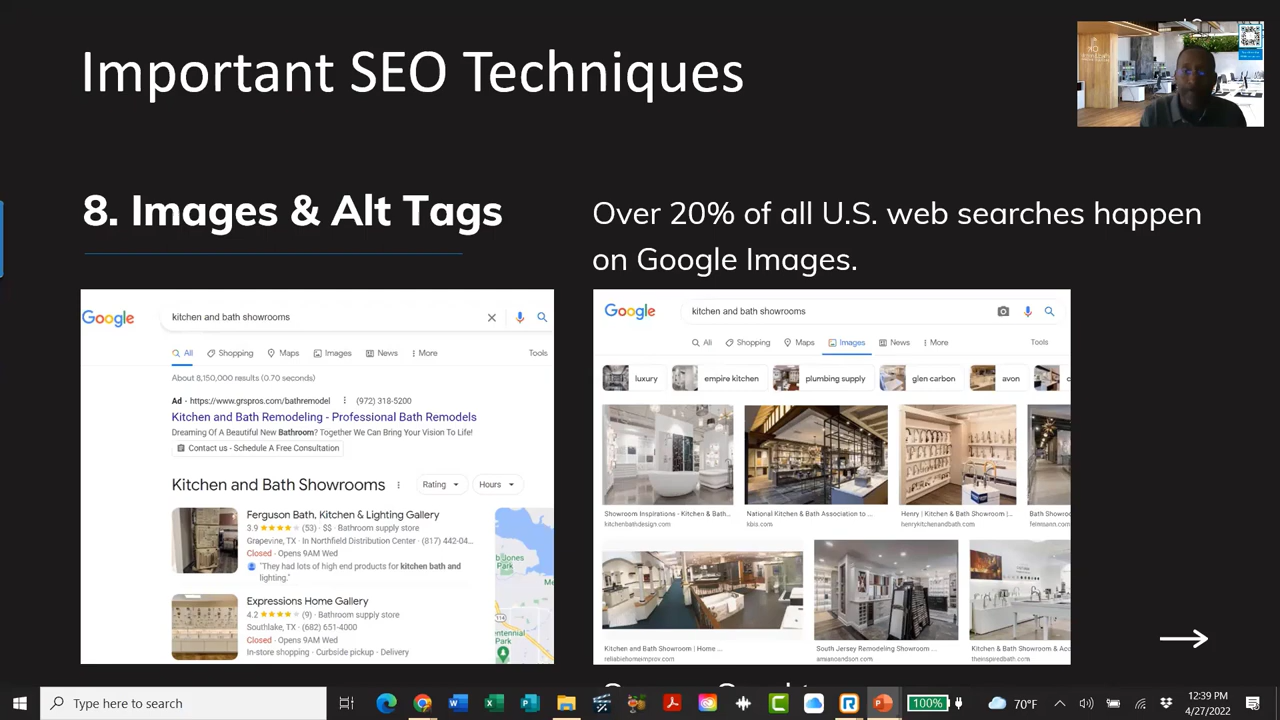 Important SEO Techniques
8. Images & Alt Tags
Over 20% of all U.S. web searches happen
on Google Images.
Google
kitchen and bath showrooms
All
Shopping
Maps
Images
News
More
Tools
About 8,150,000 results (0.70 seconds)
Ad · https://www.grspros.com/bathremodel (972) 318-5200
Kitchen and Bath Remodeling - Professional Bath Remodels
Dreaming Of A Beautiful New Bathroom? Together We Can Bring Your Vision To Life!
Contact us - Schedule A Free Consultation
Kitchen and Bath Showrooms
Rating
Hours
Ferguson Bath, Kitchen & Lighting Gallery
3.9 (53) · $$ · Bathroom supply store
Grapevine, TX · In Northfield Distribution Center · (817) 442-04...
Closed · Opens 9AM Wed
"They had lots of high end products for kitchen bath and
lighting."
Expressions Home Gallery
4.2 (9) · Bathroom supply store
Southlake, TX · (682) 651-4000
Closed · Opens 9AM Wed
In-store shopping · Curbside pickup · Delivery
Park
114
Park
Google
kitchen and bath showrooms
All
Shopping
Maps
Images
News
More
Tools
luxury
empire kitchen
plumbing supply
glen carbon
avon
Showroom Inspirations - Kitchen & Bath...
kitchenbathdesign.com
National Kitchen & Bath Association to ...
kbis.com
Henry | Kitchen & Bath Showroom |...
henrykitchenandbath.com
Bath Showroo
Kitchen and Bath Showroom | Home ...
reliablehomeimprov.com
South Jersey Remodeling Showroom ...
amianoandson.com
Kitchen & Bath Showroom & Acc
theinspiredbath.com
Type here to search
100%
70°F
12:39 PM
4/27/2022